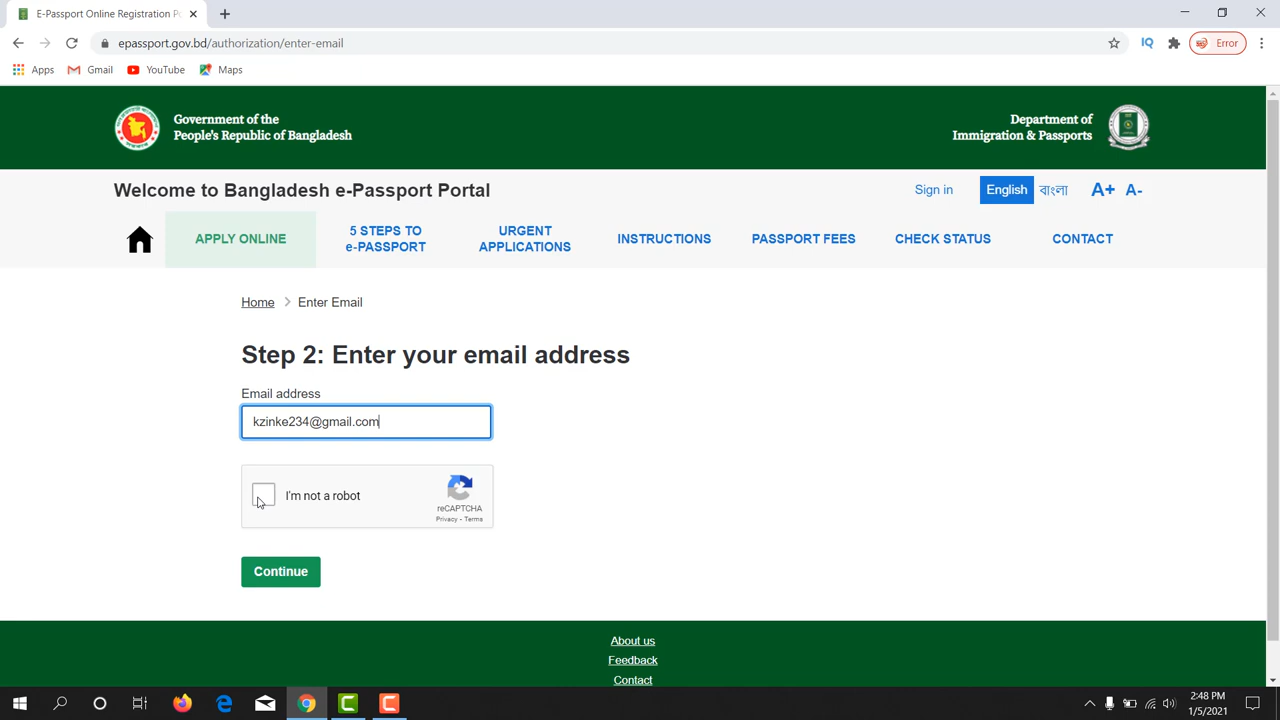 E-Passport Online Registration Po
epassport.gov.bd/authorization/enter-email
Error
Apps Gmail YouTube Maps
Government of the
People's Republic of Bangladesh
Department of
Immigration & Passports
Welcome to Bangladesh e-Passport Portal
Sign in English বাংলা A+ A-
APPLY ONLINE
5 STEPS TO
e-PASSPORT
URGENT
APPLICATIONS
INSTRUCTIONS
PASSPORT FEES
CHECK STATUS
CONTACT
Home Enter Email
Step 2: Enter your email address
Email address
kzinke234@gmail.com
I'm not a robot
reCAPTCHA
Privacy - Terms
Continue
About us
Feedback
Contact
2:48 PM
1/5/2021